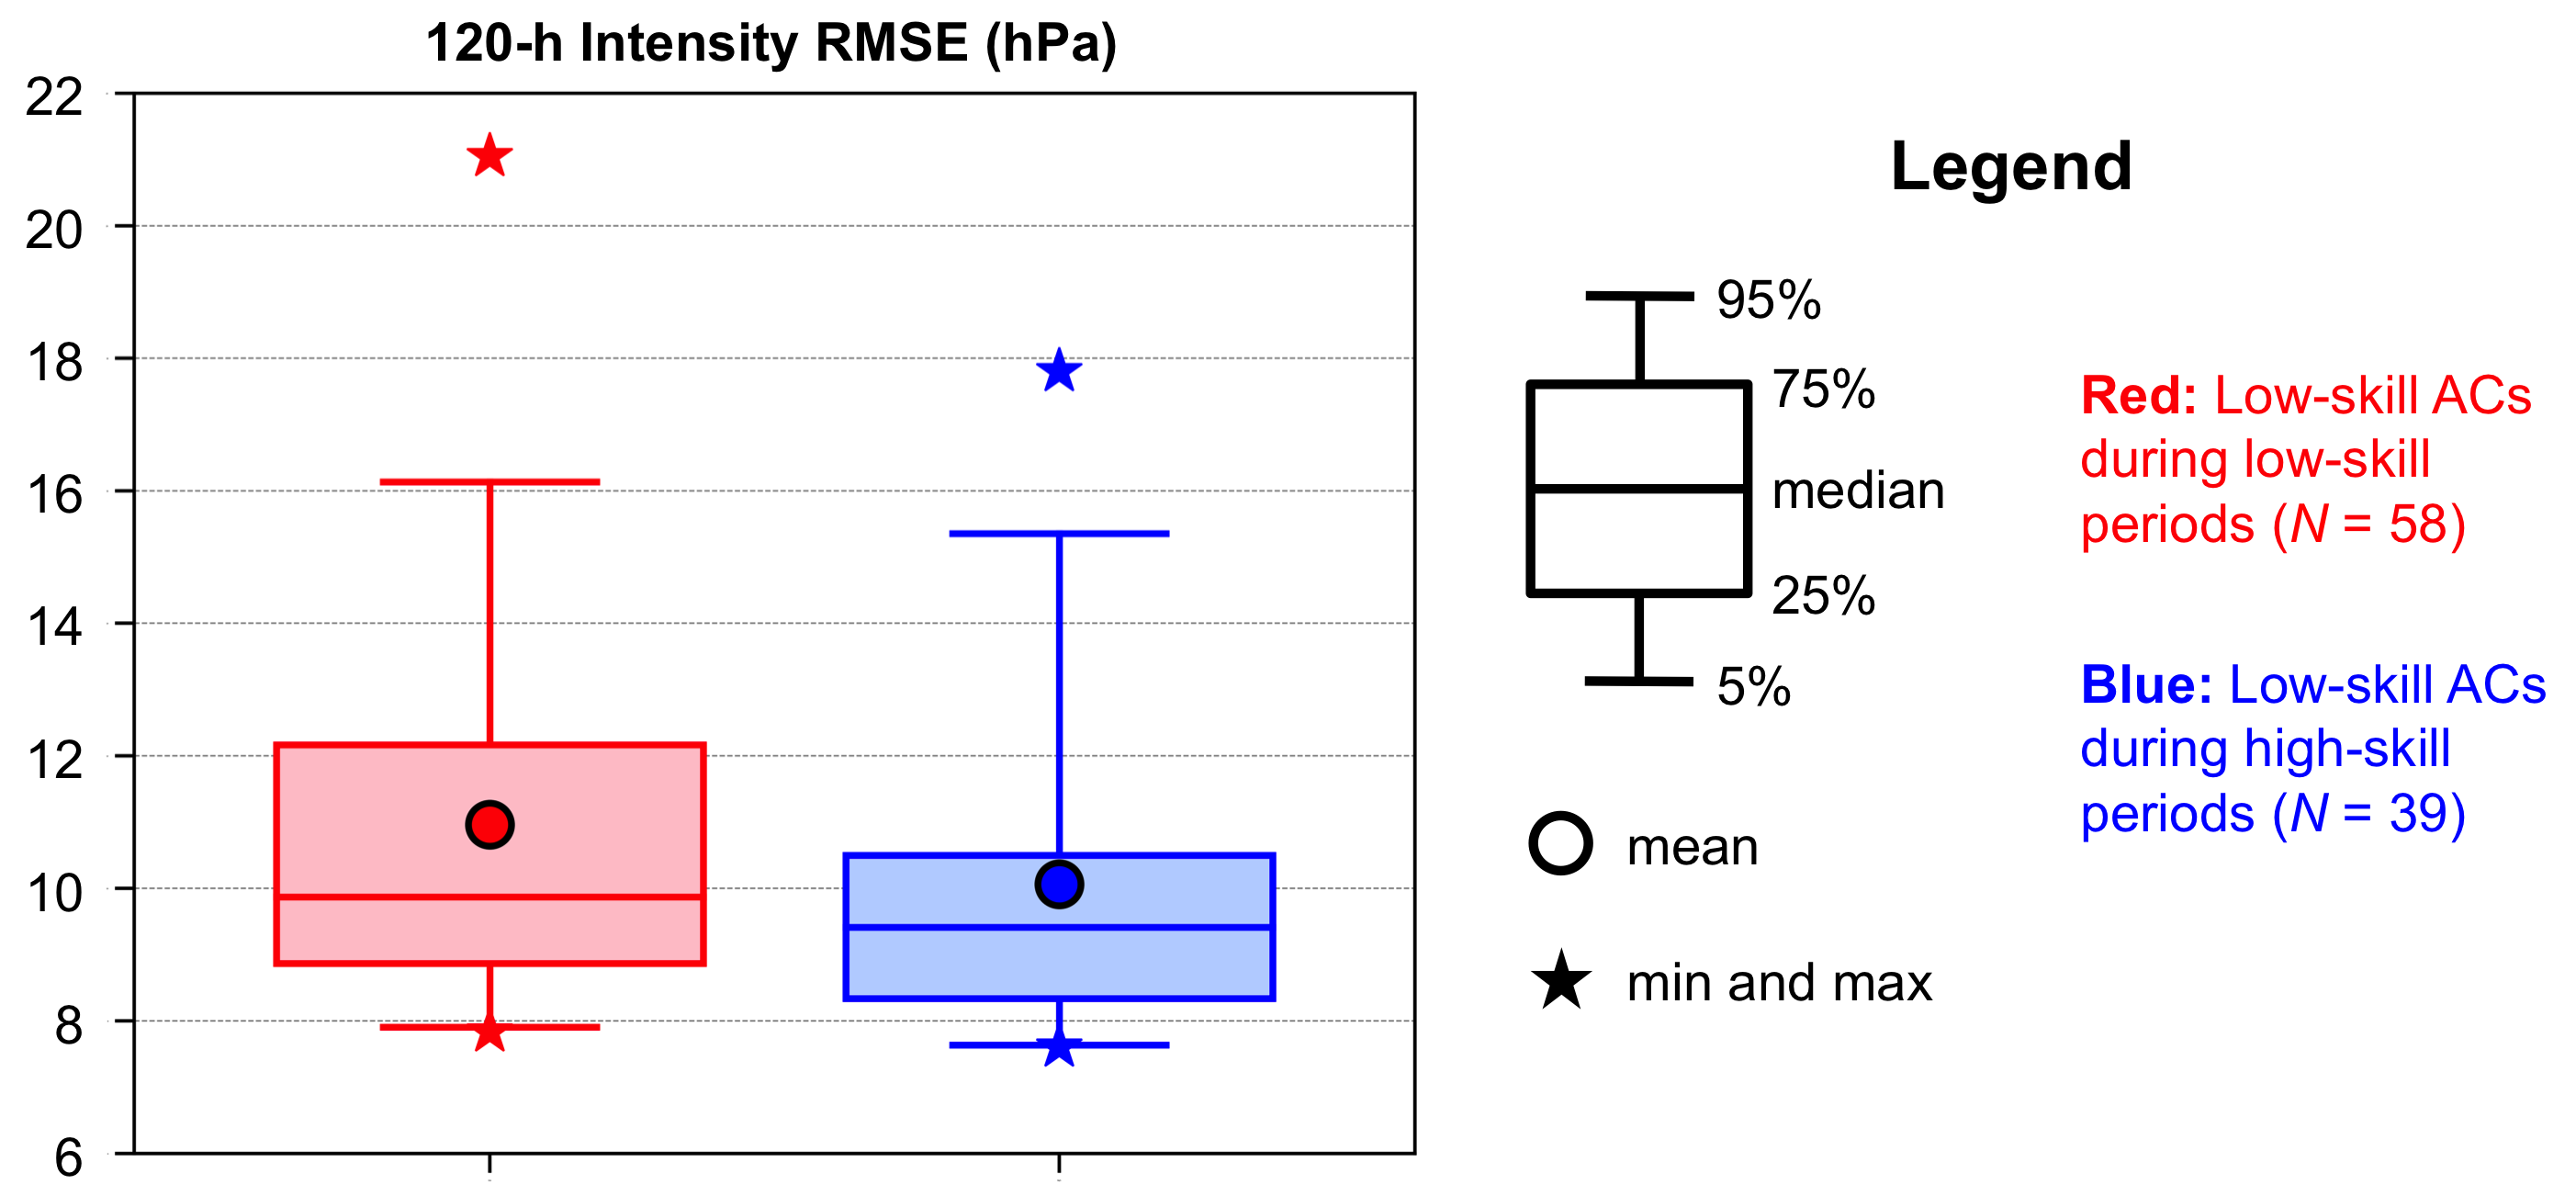 120-h Intensity RMSE (hPa)
22
20
18
16
14
12
10
8
6
Legend
95%
75%
median
25%
5%
mean
min and max
Red: Low-skill ACs
during low-skill
periods (N = 58)
Blue: Low-skill ACs
during high-skill
periods (N = 39)